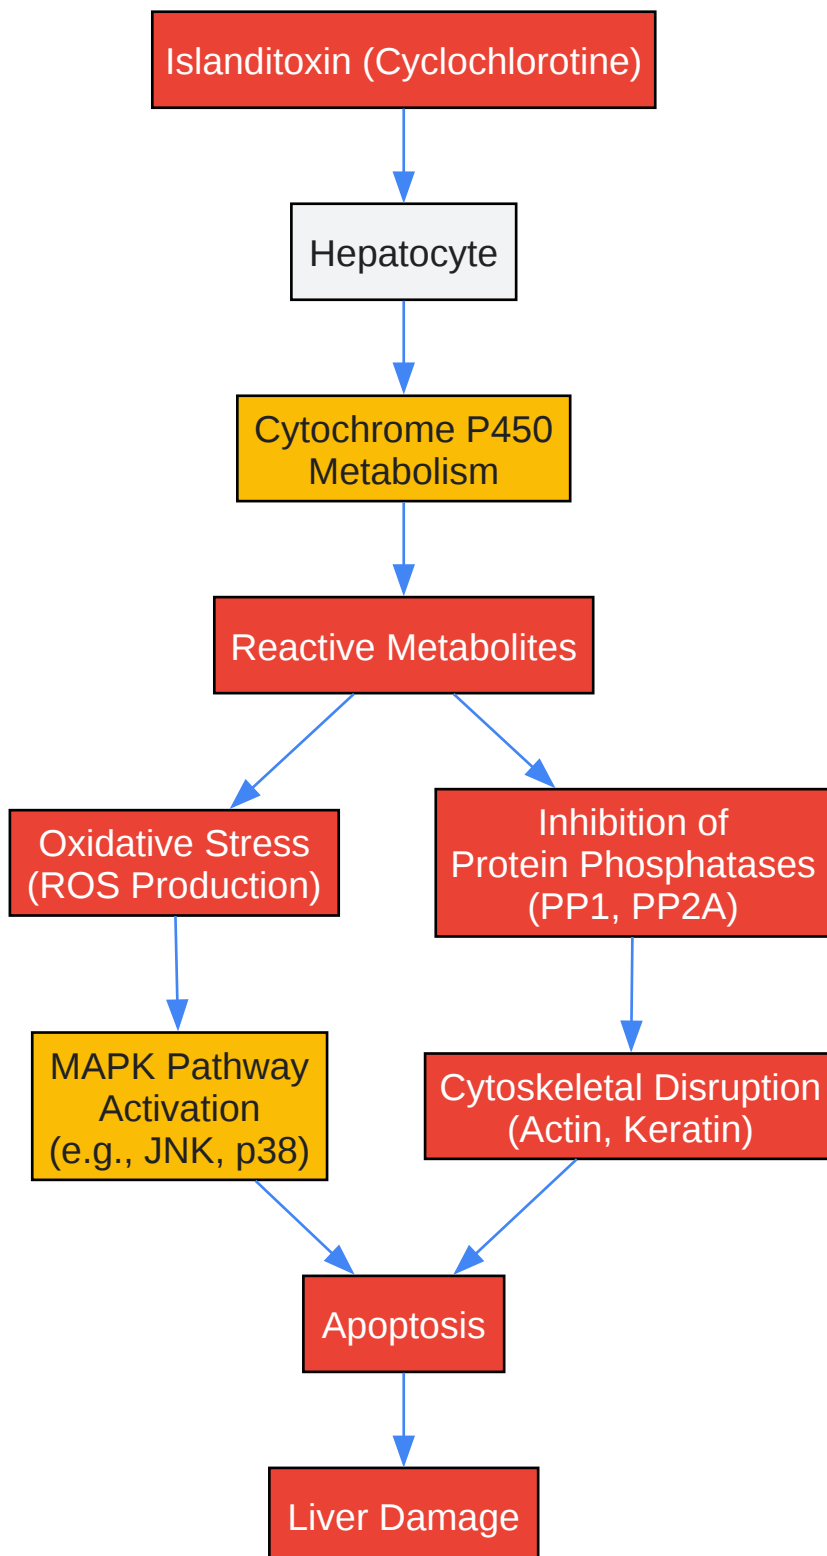 Islanditoxin (Cyclochlorotine)
Hepatocyte
Cytochrome P450
Metabolism
Reactive Metabolites
Oxidative Stress
(ROS Production)
Inhibition of
Protein Phosphatases
(PP1, PP2A)
MAPK Pathway
Activation
(e.g., JNK, p38)
Cytoskeletal Disruption
(Actin, Keratin)
Apoptosis
Liver Damage